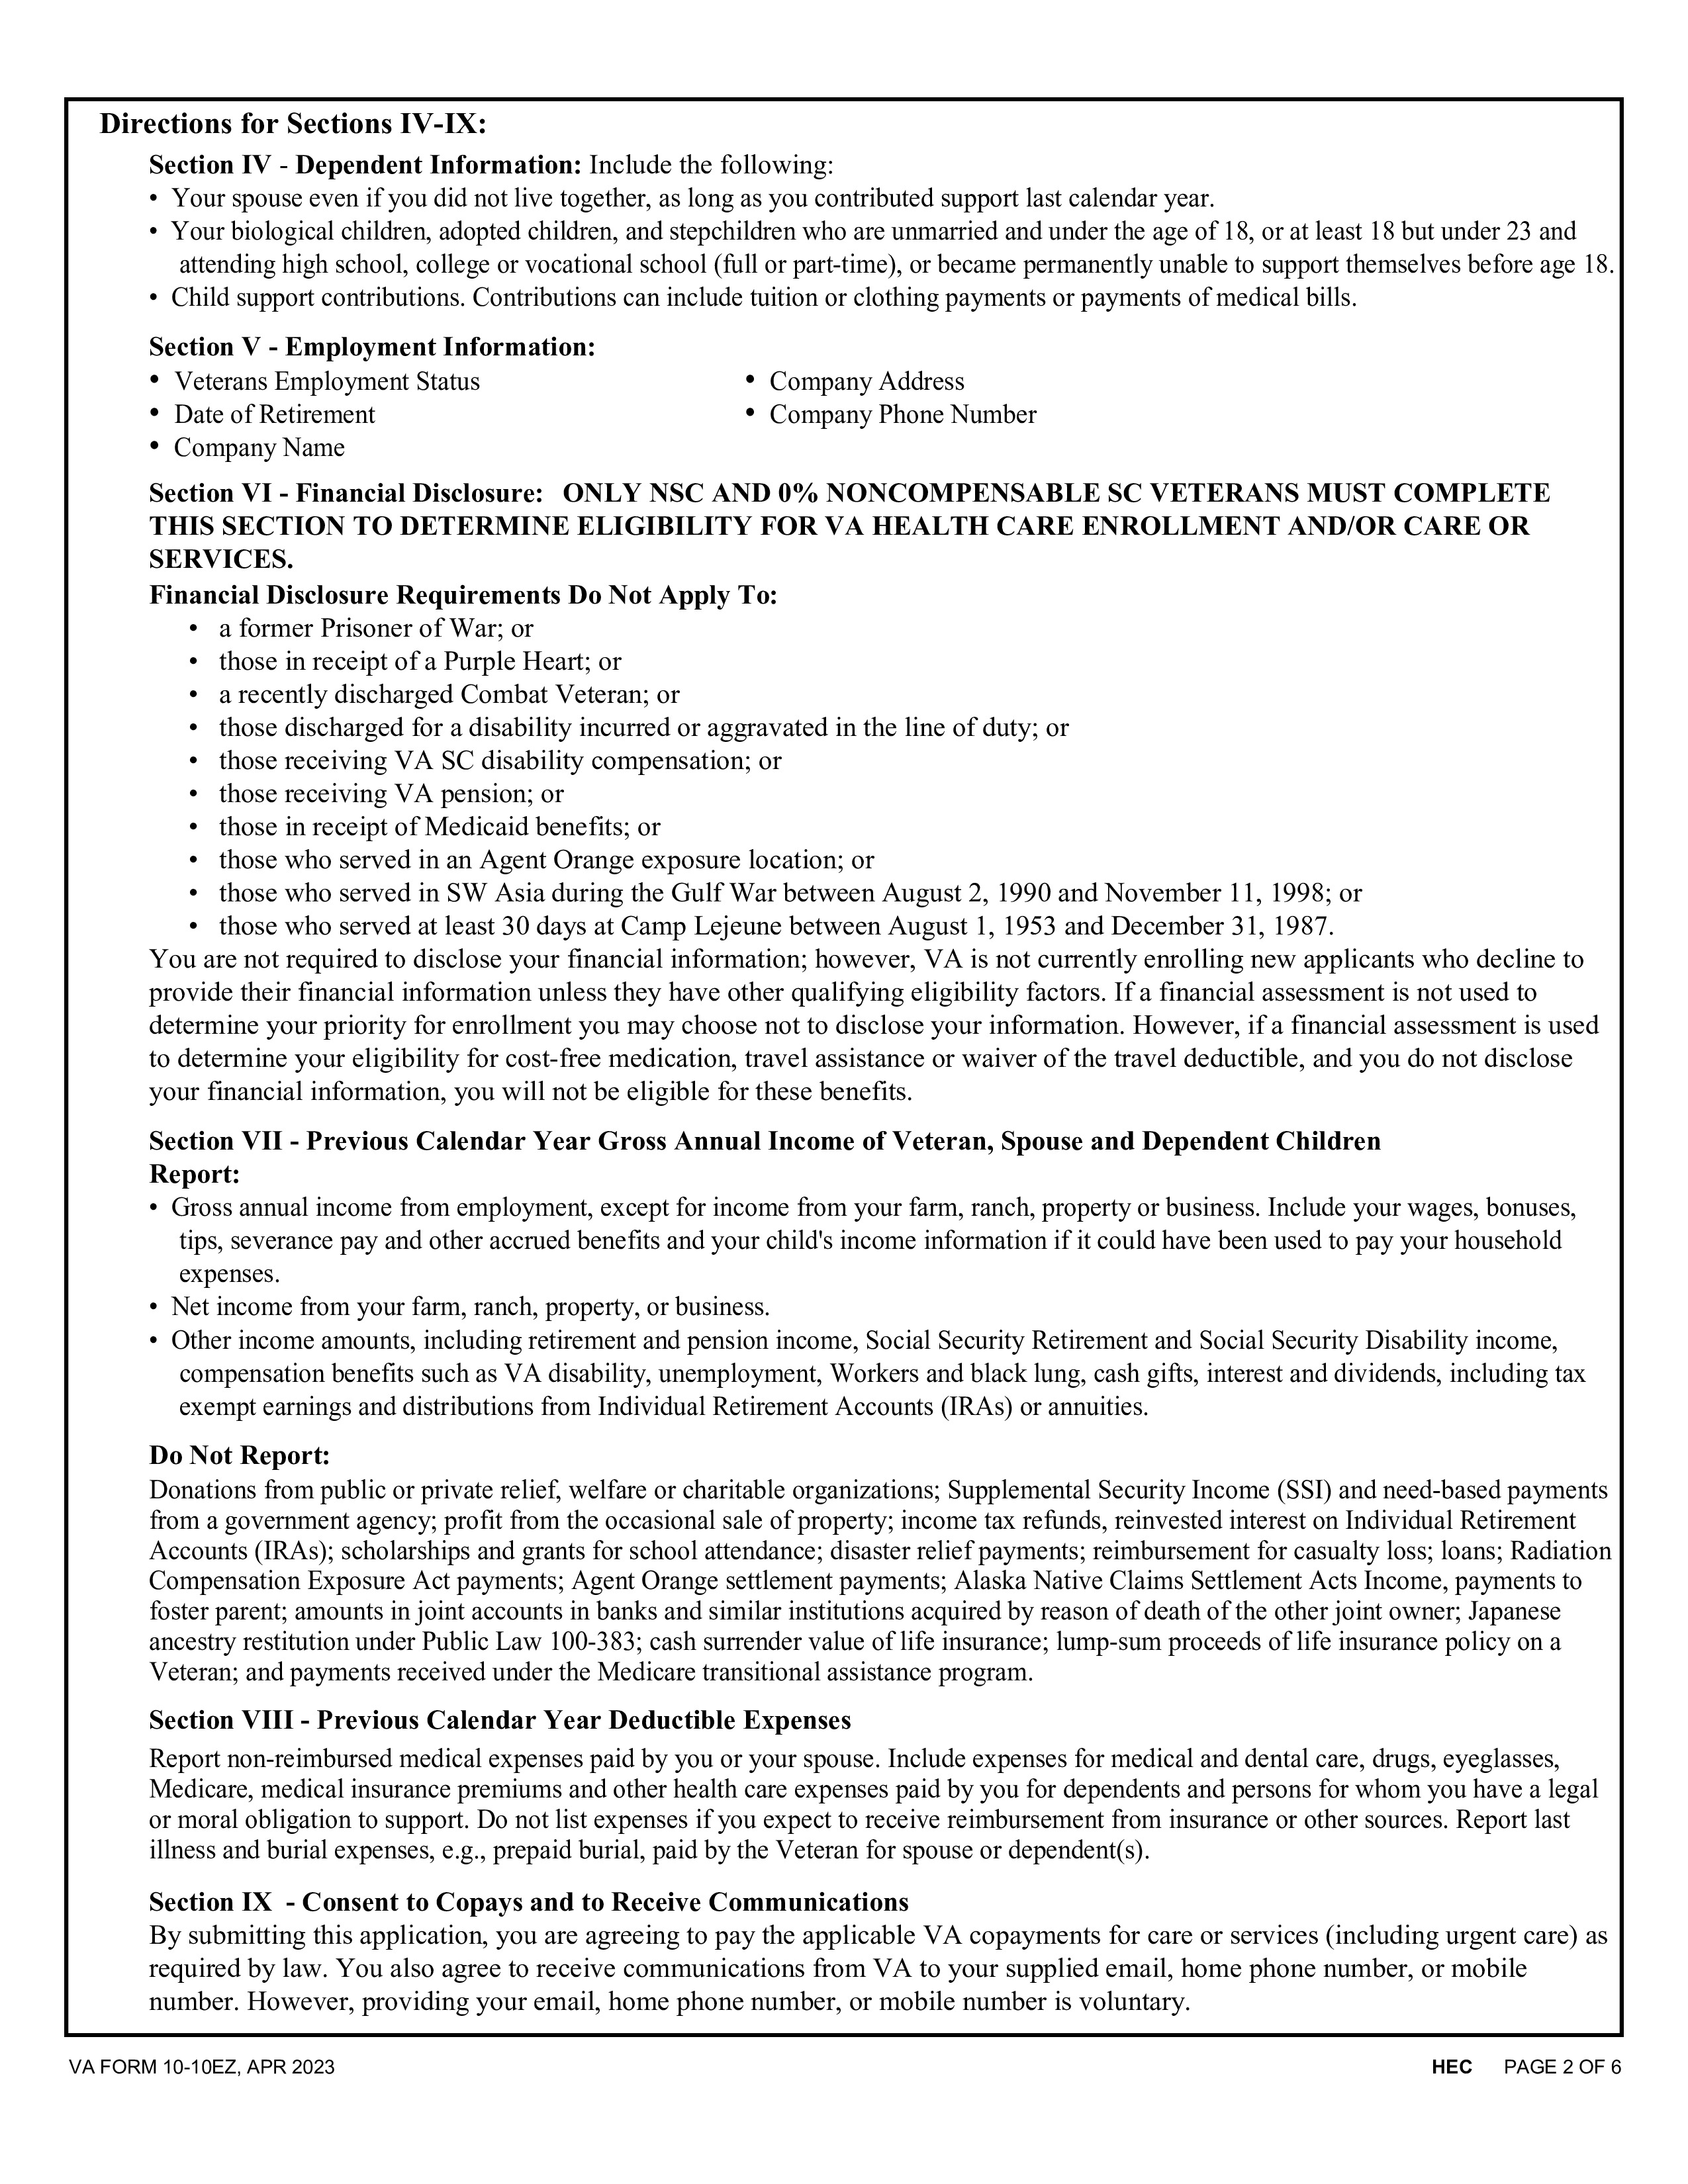 Directions for Sections IV-IX:
Section IV - Dependent Information: Include the following:
• Your spouse even if you did not live together, as long as you contributed support last calendar year.
• Your biological children, adopted children, and stepchildren who are unmarried and under the age of 18, or at least 18 but under 23 and
attending high school, college or vocational school (full or part-time), or became permanently unable to support themselves before age 18.
• Child support contributions. Contributions can include tuition or clothing payments or payments of medical bills.
Section V - Employment Information:
• Veterans Employment Status
• Date of Retirement
• Company Name
• Company Address
• Company Phone Number
Section VI - Financial Disclosure: ONLY NSC AND 0% NONCOMPENSABLE SC VETERANS MUST COMPLETE
THIS SECTION TO DETERMINE ELIGIBILITY FOR VA HEALTH CARE ENROLLMENT AND/OR CARE OR
SERVICES.
Financial Disclosure Requirements Do Not Apply To:
• a former Prisoner of War; or
• those in receipt of a Purple Heart; or
• a recently discharged Combat Veteran; or
• those discharged for a disability incurred or aggravated in the line of duty; or
• those receiving VA SC disability compensation; or
• those receiving VA pension; or
• those in receipt of Medicaid benefits; or
• those who served in an Agent Orange exposure location; or
• those who served in SW Asia during the Gulf War between August 2, 1990 and November 11, 1998; or
• those who served at least 30 days at Camp Lejeune between August 1, 1953 and December 31, 1987.
You are not required to disclose your financial information; however, VA is not currently enrolling new applicants who decline to
provide their financial information unless they have other qualifying eligibility factors. If a financial assessment is not used to
determine your priority for enrollment you may choose not to disclose your information. However, if a financial assessment is used
to determine your eligibility for cost-free medication, travel assistance or waiver of the travel deductible, and you do not disclose
your financial information, you will not be eligible for these benefits.
Section VII - Previous Calendar Year Gross Annual Income of Veteran, Spouse and Dependent Children
Report:
• Gross annual income from employment, except for income from your farm, ranch, property or business. Include your wages, bonuses,
tips, severance pay and other accrued benefits and your child's income information if it could have been used to pay your household
expenses.
• Net income from your farm, ranch, property, or business.
• Other income amounts, including retirement and pension income, Social Security Retirement and Social Security Disability income,
compensation benefits such as VA disability, unemployment, Workers and black lung, cash gifts, interest and dividends, including tax
exempt earnings and distributions from Individual Retirement Accounts (IRAs) or annuities.
Do Not Report:
Donations from public or private relief, welfare or charitable organizations; Supplemental Security Income (SSI) and need-based payments
from a government agency; profit from the occasional sale of property; income tax refunds, reinvested interest on Individual Retirement
Accounts (IRAs); scholarships and grants for school attendance; disaster relief payments; reimbursement for casualty loss; loans; Radiation
Compensation Exposure Act payments; Agent Orange settlement payments; Alaska Native Claims Settlement Acts Income, payments to
foster parent; amounts in joint accounts in banks and similar institutions acquired by reason of death of the other joint owner; Japanese
ancestry restitution under Public Law 100-383; cash surrender value of life insurance; lump-sum proceeds of life insurance policy on a
Veteran; and payments received under the Medicare transitional assistance program.
Section VIII - Previous Calendar Year Deductible Expenses
Report non-reimbursed medical expenses paid by you or your spouse. Include expenses for medical and dental care, drugs, eyeglasses,
Medicare, medical insurance premiums and other health care expenses paid by you for dependents and persons for whom you have a legal
or moral obligation to support. Do not list expenses if you expect to receive reimbursement from insurance or other sources. Report last
illness and burial expenses, e.g., prepaid burial, paid by the Veteran for spouse or dependent(s).
Section IX - Consent to Copays and to Receive Communications
By submitting this application, you are agreeing to pay the applicable VA copayments for care or services (including urgent care) as
required by law. You also agree to receive communications from VA to your supplied email, home phone number, or mobile
number. However, providing your email, home phone number, or mobile number is voluntary.
VA FORM 10-10EZ, APR 2023
HEC PAGE 2 OF 6